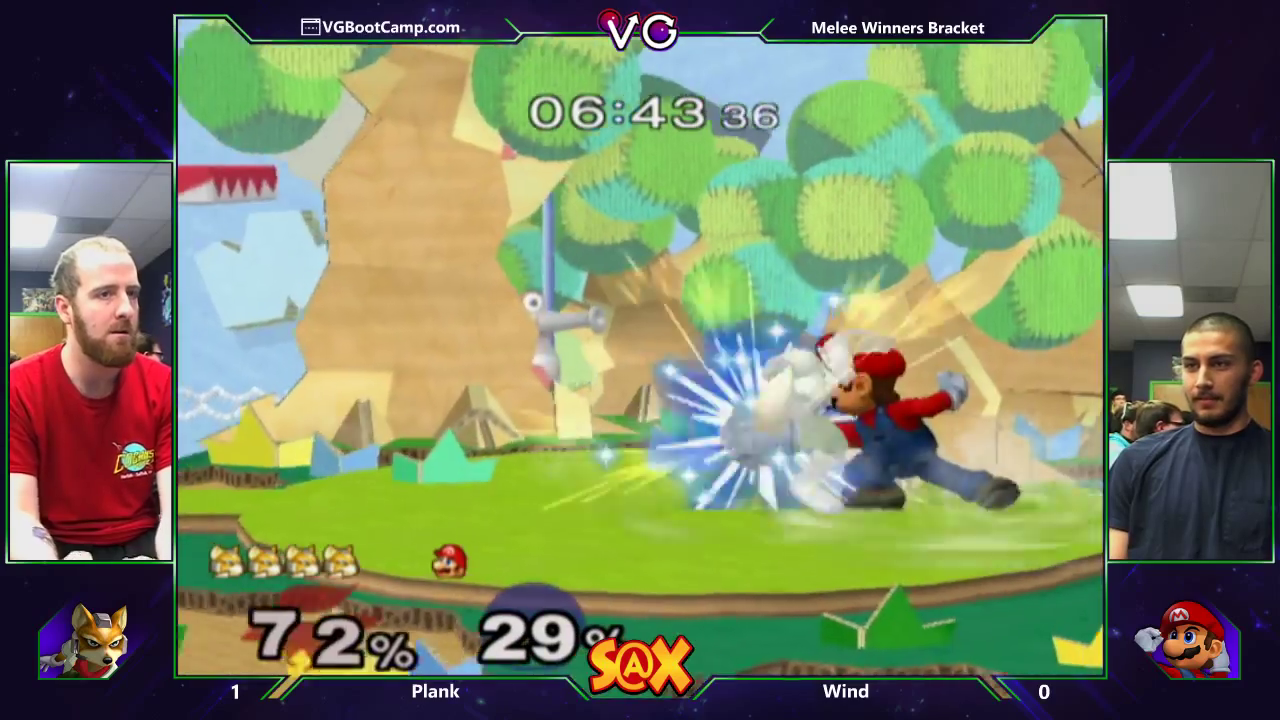 VGBootCamp.com
VG
Melee Winners Bracket
06:43 36
72%
29%
S@X
1
Plank
Wind
0